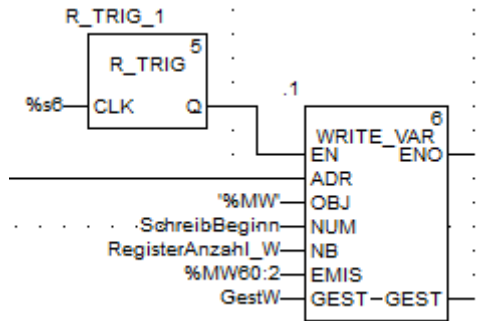 R_TRIG_1
5
R_TRIG
%s6 CLK Q
.1
6
WRITE_VAR
EN ENO
ADR
'%MW' OBJ
SchreibBeginn NUM
RegisterAnzahl_W NB
%MW60:2 EMIS
GestW GEST-GEST